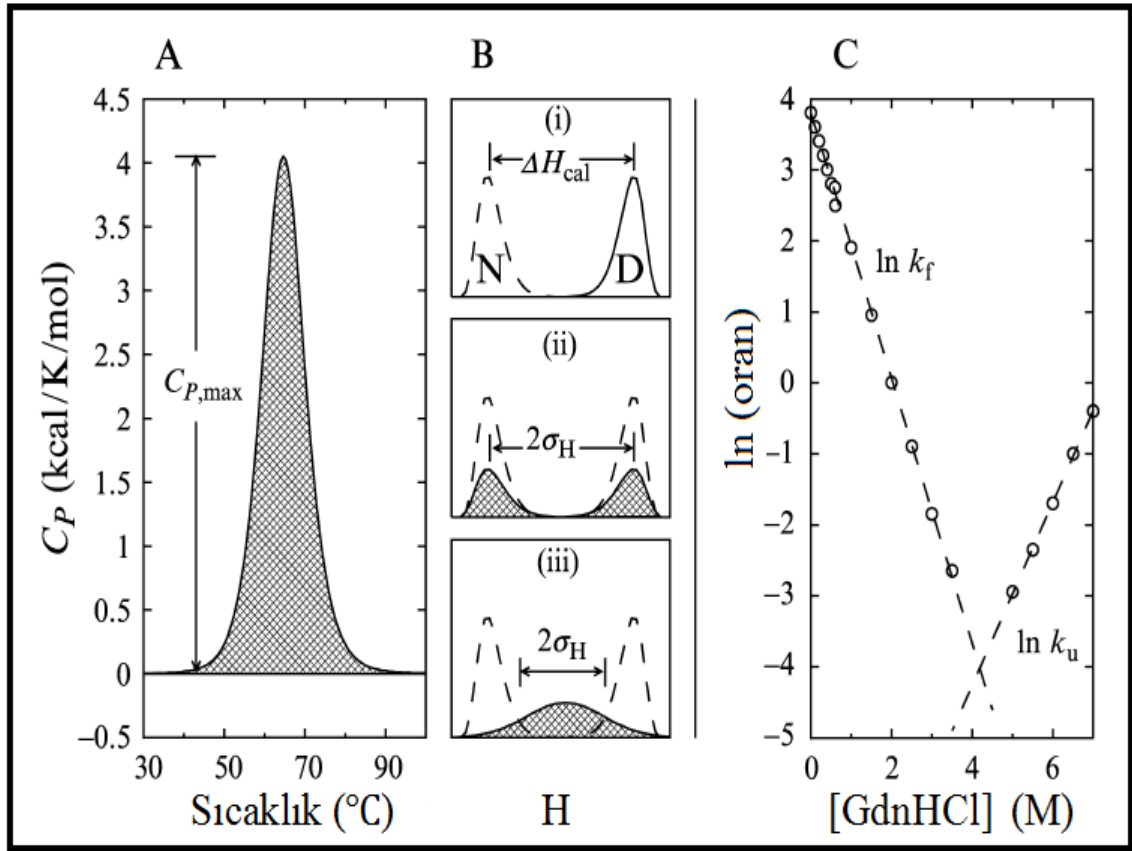 A
C_P (kcal/K/mol)
4.5
4
3.5
3
2.5
2
1.5
1
0.5
0
–0.5
C_{P,max}
30
50
70
90
Sıcaklık (°C)
B
(i)
ΔH_cal
N
D
(ii)
2σ_H
(iii)
2σ_H
H
C
ln (oran)
4
3
2
1
0
–1
–2
–3
–4
–5
ln k_f
ln k_u
0
2
4
6
[GdnHCl] (M)